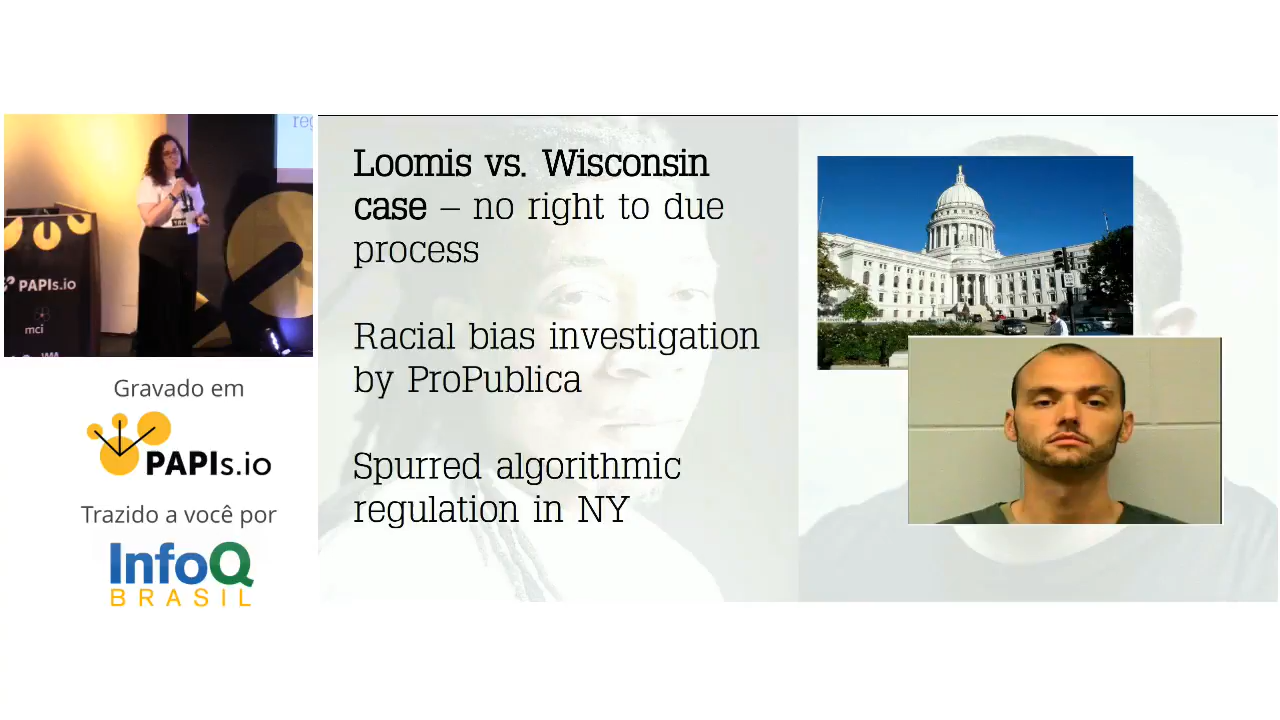 reg
PAPIs.io
mci
Gravado em
PAPIs.io
Trazido a você por
InfoQ
BRASIL
Loomis vs. Wisconsin
case – no right to due
process
Racial bias investigation
by ProPublica
Spurred algorithmic
regulation in NY